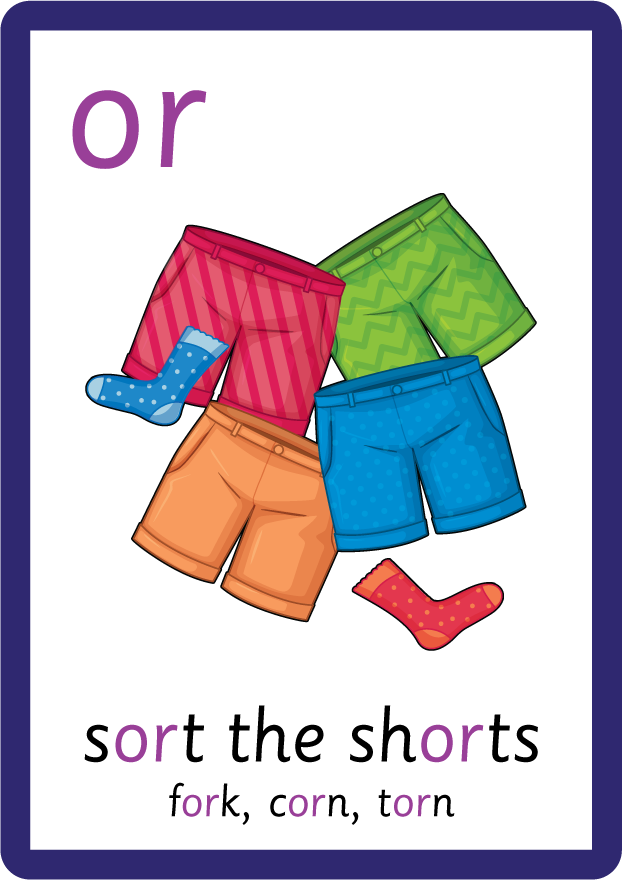 or
sort the shorts
fork, corn, torn